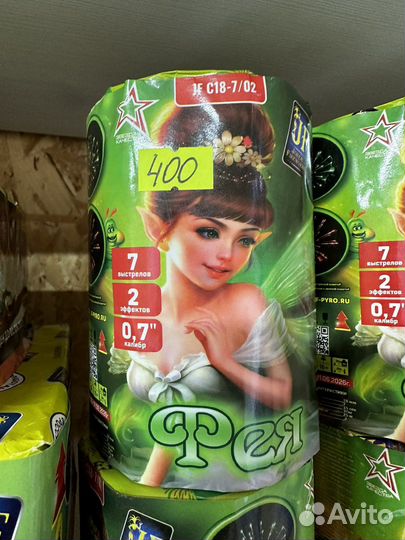 JF C18-7/02
JF
400
7
выстрелов
2
эффектов
0,7"
калибр
Фея
7
выстрелов
2
эффектов
0,7"
калибр
F-PYRO.RU
Avito